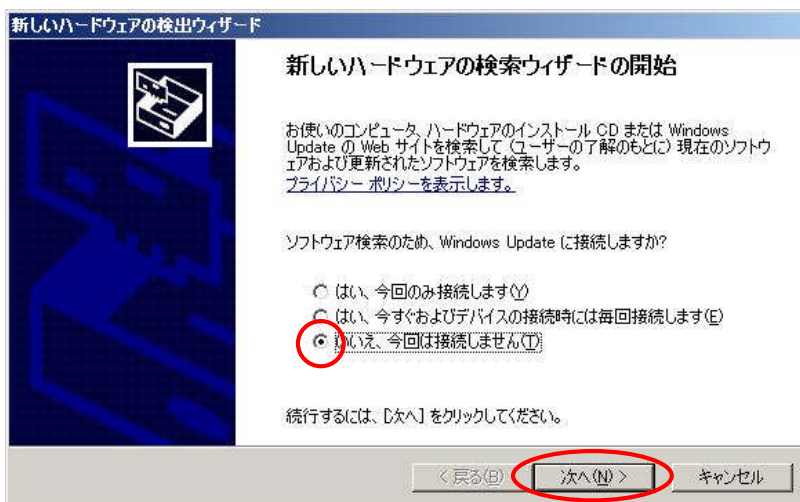 新しいハードウェアの検出ウィザード
新しいハードウェアの検索ウィザードの開始
お使いのコンピュータ、ハードウェアのインストール CD または Windows
Update の Web サイトを検索して (ユーザーの了解のもとに) 現在のソフトウ
ェアおよび更新されたソフトウェアを検索します。
プライバシー ポリシーを表示します。
ソフトウェア検索のため、Windows Update に接続しますか?
はい、今回のみ接続します(Y)
はい、今すぐおよびデバイスの接続時には毎回接続します(E)
いいえ、今回は接続しません(T)
続行するには、[次へ] をクリックしてください。
< 戻る(B) 次へ(N) > キャンセル